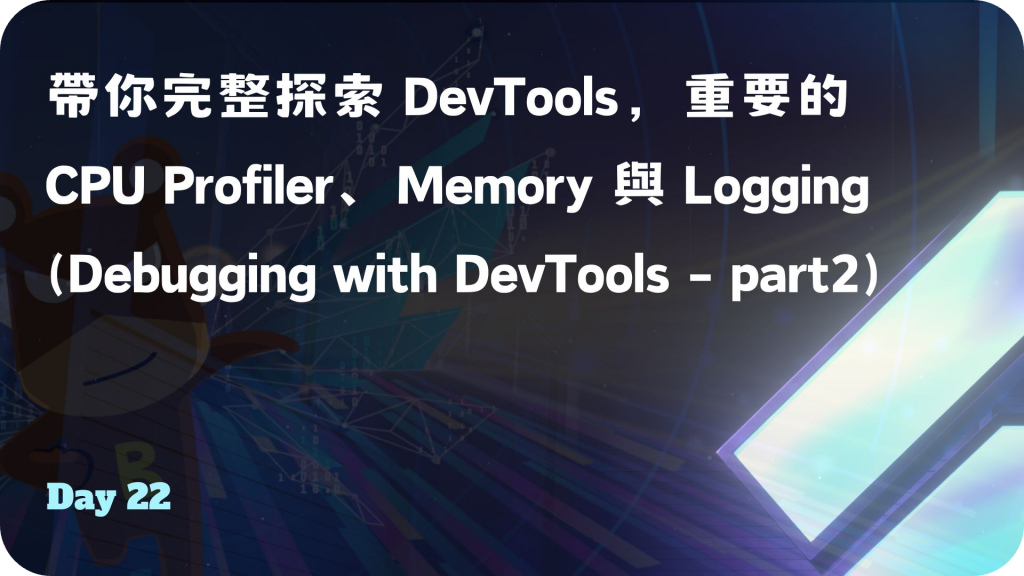 帶你完整探索 DevTools，重要的
CPU Profiler、Memory 與 Logging
(Debugging with DevTools - part2)
B
Day 22